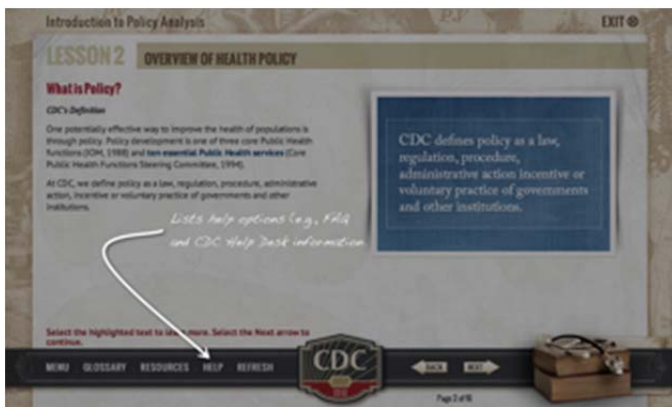 Introduction to Policy Analysis
EXIT
LESSON 2 OVERVIEW OF HEALTH POLICY
What is Policy?
CDC's Definition
One potentially effective way to improve the health of populations is
through policy. Policy development is one of three core Public Health
functions (IOM, 1988) and ten essential Public Health services (Core
Public Health Functions Steering Committee, 1994).
At CDC, we define policy as a law, regulation, procedure, administrative
action, incentive or voluntary practice of governments and other
institutions.
CDC defines policy as a law,
regulation, procedure,
administrative action incentive or
voluntary practice of governments
and other institutions.
Lists help options (e.g., FAQ
and CDC Help Desk information
Select the highlighted text to learn more. Select the Next arrow to
continue.
MENU GLOSSARY RESOURCES HELP REFRESH
CDC
BACK NEXT
Page 2 of 16